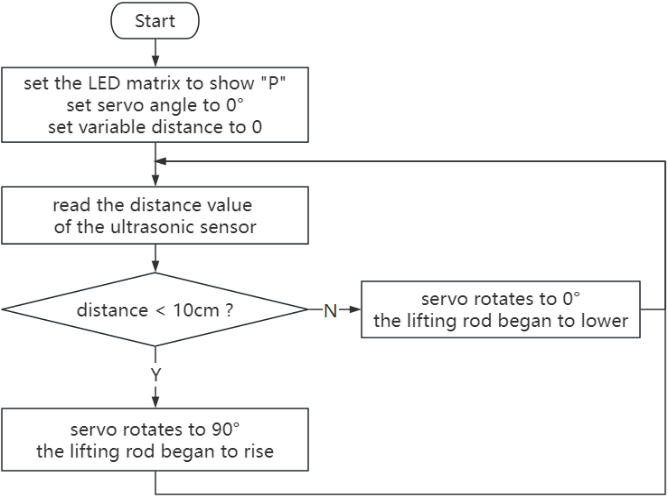 Start
set the LED matrix to show "P"
set servo angle to 0°
set variable distance to 0
read the distance value
of the ultrasonic sensor
distance < 10cm ?
N
servo rotates to 0°
the lifting rod began to lower
Y
servo rotates to 90°
the lifting rod began to rise